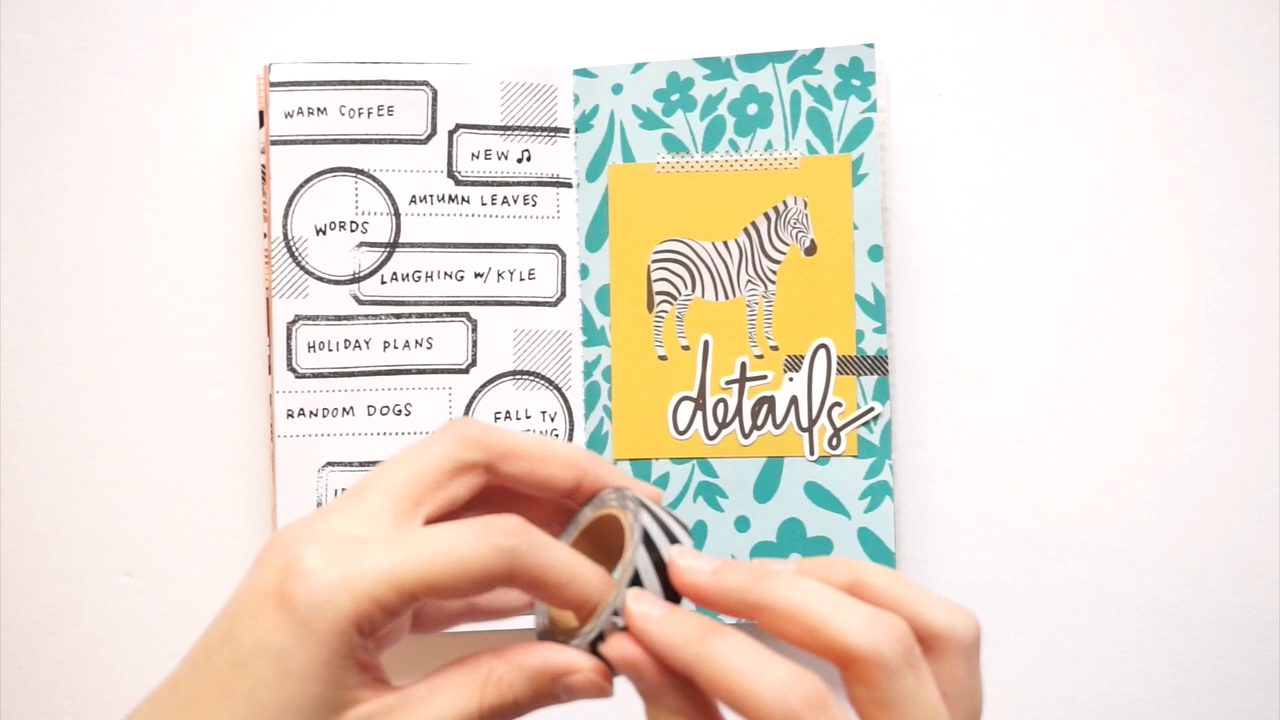 WARM COFFEE
NEW ♫
AUTUMN LEAVES
WORDS
LAUGHING w/ KYLE
HOLIDAY PLANS
RANDOM DOGS
FALL TV
details